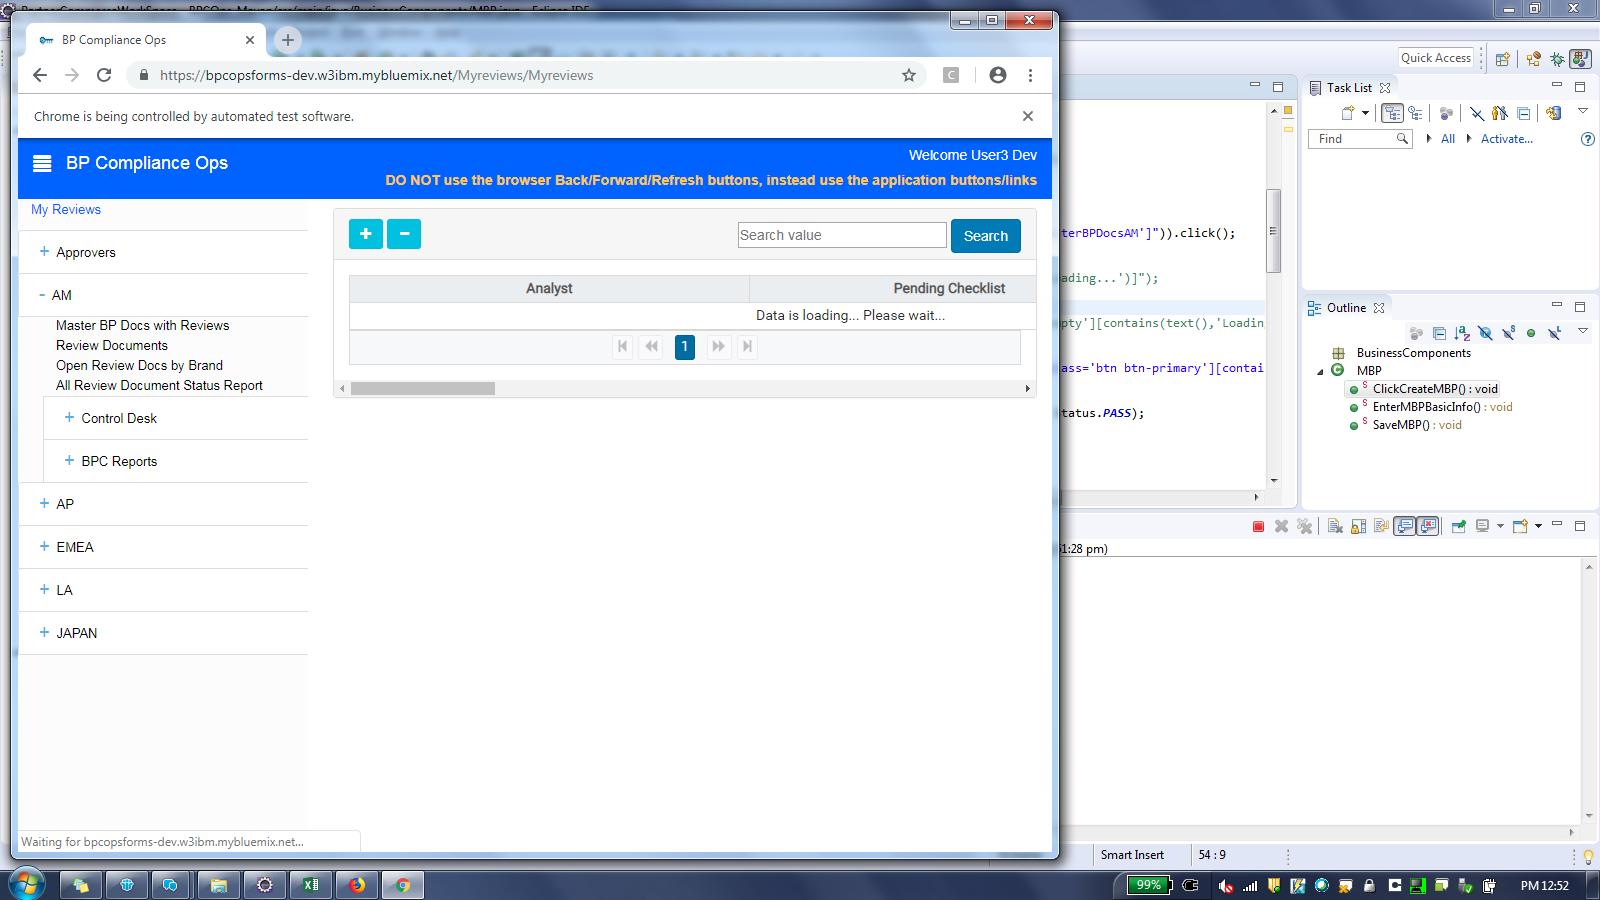 BP Compliance Ops
https://bpcopsforms-dev.w3ibm.mybluemix.net/Myreviews/Myreviews
C
Chrome is being controlled by automated test software.
BP Compliance Ops
Welcome User3 Dev
DO NOT use the browser Back/Forward/Refresh buttons, instead use the application buttons/links
My Reviews
+ Approvers
- AM
Master BP Docs with Reviews
Review Documents
Open Review Docs by Brand
All Review Document Status Report
+ Control Desk
+ BPC Reports
+ AP
+ EMEA
+ LA
+ JAPAN
+ -
Search value
Search
Analyst Pending Checklist
Data is loading... Please wait...
1
Waiting for bpcopsforms-dev.w3ibm.mybluemix.net...
Quick Access
terBPDocsAM']")).click();
ading...')]");
pty'][contains(text(),'Loadin
ass='btn btn-primary'][contai
tatus.PASS);
Task List
Find
All
Activate...
Outline
BusinessComponents
MBP
ClickCreateMBP() : void
EnterMBPBasicInfo() : void
SaveMBP() : void
1:28 pm)
Smart Insert
54 : 9
99%
PM 12:52